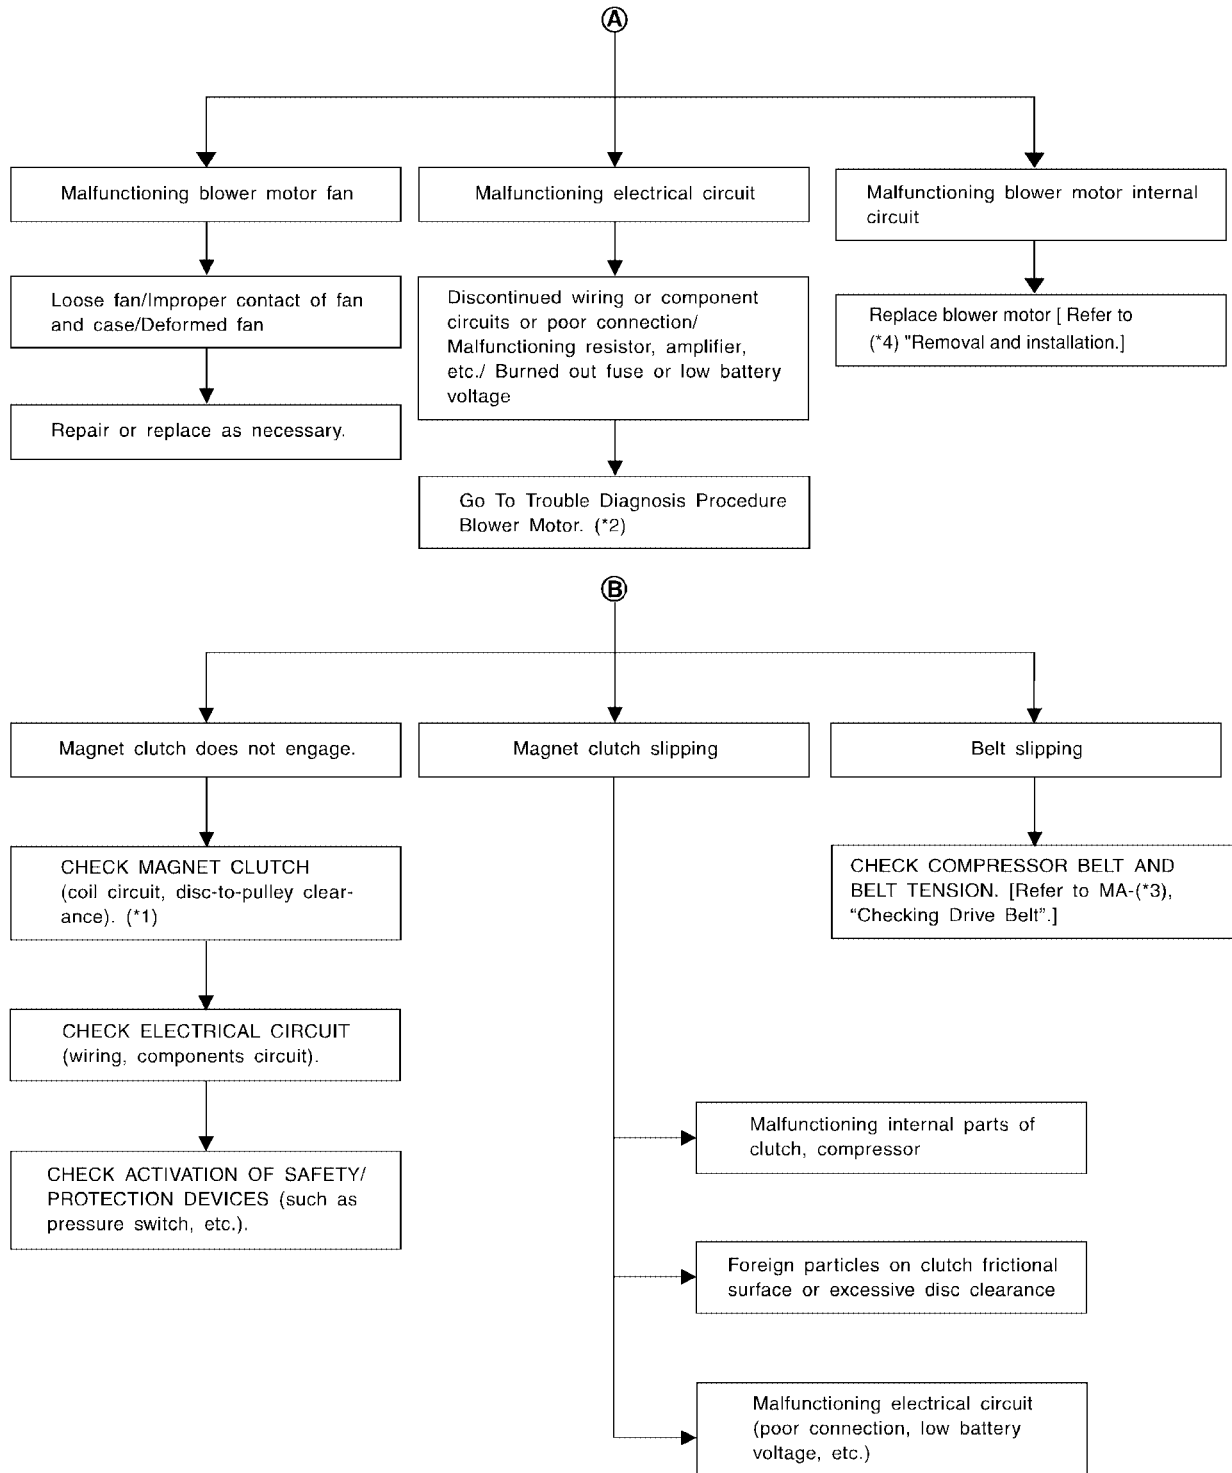 A
Malfunctioning blower motor fan
Loose fan/Improper contact of fan
and case/Deformed fan
Repair or replace as necessary.
Malfunctioning electrical circuit
Discontinued wiring or component
circuits or poor connection/
Malfunctioning resistor, amplifier,
etc./ Burned out fuse or low battery
voltage
Go To Trouble Diagnosis Procedure
Blower Motor. (*2)
Malfunctioning blower motor internal
circuit
Replace blower motor [ Refer to
(*4) "Removal and installation.]
B
Magnet clutch does not engage.
CHECK MAGNET CLUTCH
(coil circuit, disc-to-pulley clear-
ance). (*1)
CHECK ELECTRICAL CIRCUIT
(wiring, components circuit).
CHECK ACTIVATION OF SAFETY/
PROTECTION DEVICES (such as
pressure switch, etc.).
Magnet clutch slipping
Malfunctioning internal parts of
clutch, compressor
Foreign particles on clutch frictional
surface or excessive disc clearance
Malfunctioning electrical circuit
(poor connection, low battery
voltage, etc.)
Belt slipping
CHECK COMPRESSOR BELT AND
BELT TENSION. [Refer to MA-(*3),
“Checking Drive Belt”.]